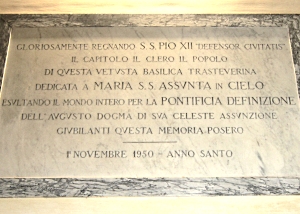 GLORIOSAMENTE REGNANDO S.S. PIO XII "DEFENSOR CIVITATIS"
IL CAPITOLO IL CLERO IL POPOLO
DI QVESTA VETVSTA BASILICA TRASTEVERINA
DEDICATA A MARIA S.S. ASSVNTA IN CIELO
ESVLTANDO IL MONDO INTERO PER LA PONTIFICIA DEFINIZIONE
DELL'AVGVSTO DOGMA DI SVA CELESTE ASSVNZIONE
GIVBILANTI QVESTA MEMORIA POSERO
1 NOVEMBRE 1950 - ANNO SANTO